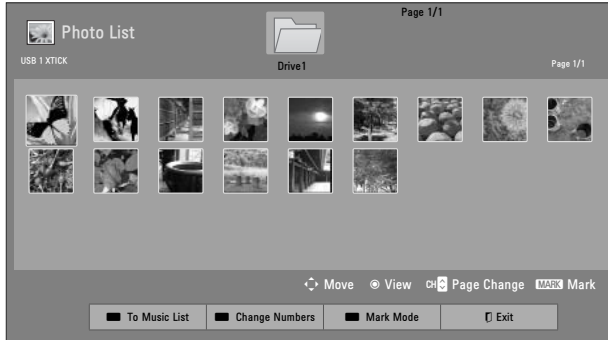 Page 1/1
Photo List
USB 1 XTICK
Drive1
Page 1/1
Move View CH Page Change MARK Mark
To Music List Change Numbers Mark Mode Exit